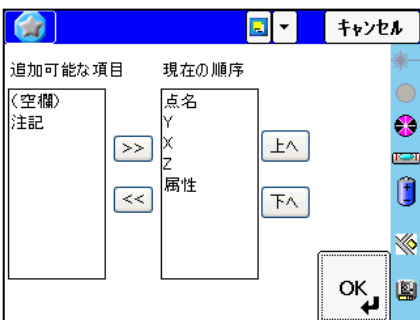 キャンセル
追加可能な項目
現在の順序
(空欄)
注記
点名
Y
X
Z
属性
>>
<<
上へ
下へ
OK